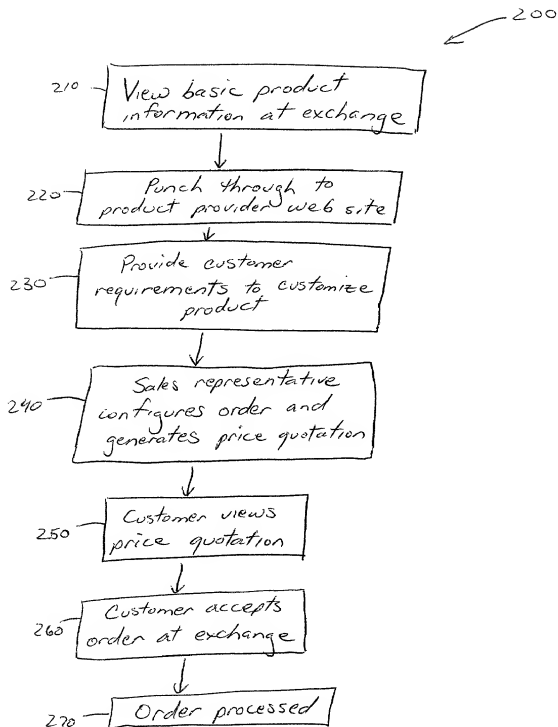 200
210
View basic product
information at exchange
220
Punch through to
product provider web site
230
Provide customer
requirements to customize
product
240
Sales representative
configures order and
generates price quotation
250
Customer views
price quotation
260
Customer accepts
order at exchange
270
Order processed